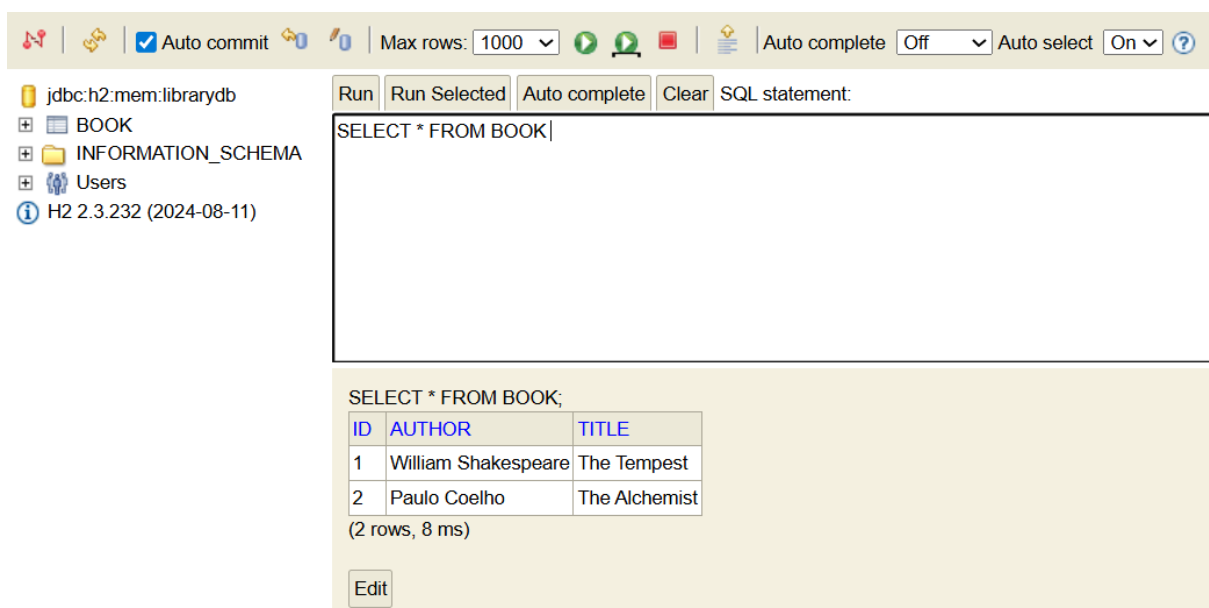 Auto commit Max rows: 1000 Auto complete Off Auto select On ?
jdbc:h2:mem:librarydb
BOOK
INFORMATION_SCHEMA
Users
H2 2.3.232 (2024-08-11)
Run Run Selected Auto complete Clear SQL statement:
SELECT * FROM BOOK
SELECT * FROM BOOK;
ID AUTHOR TITLE
1 William Shakespeare The Tempest
2 Paulo Coelho The Alchemist
(2 rows, 8 ms)
Edit